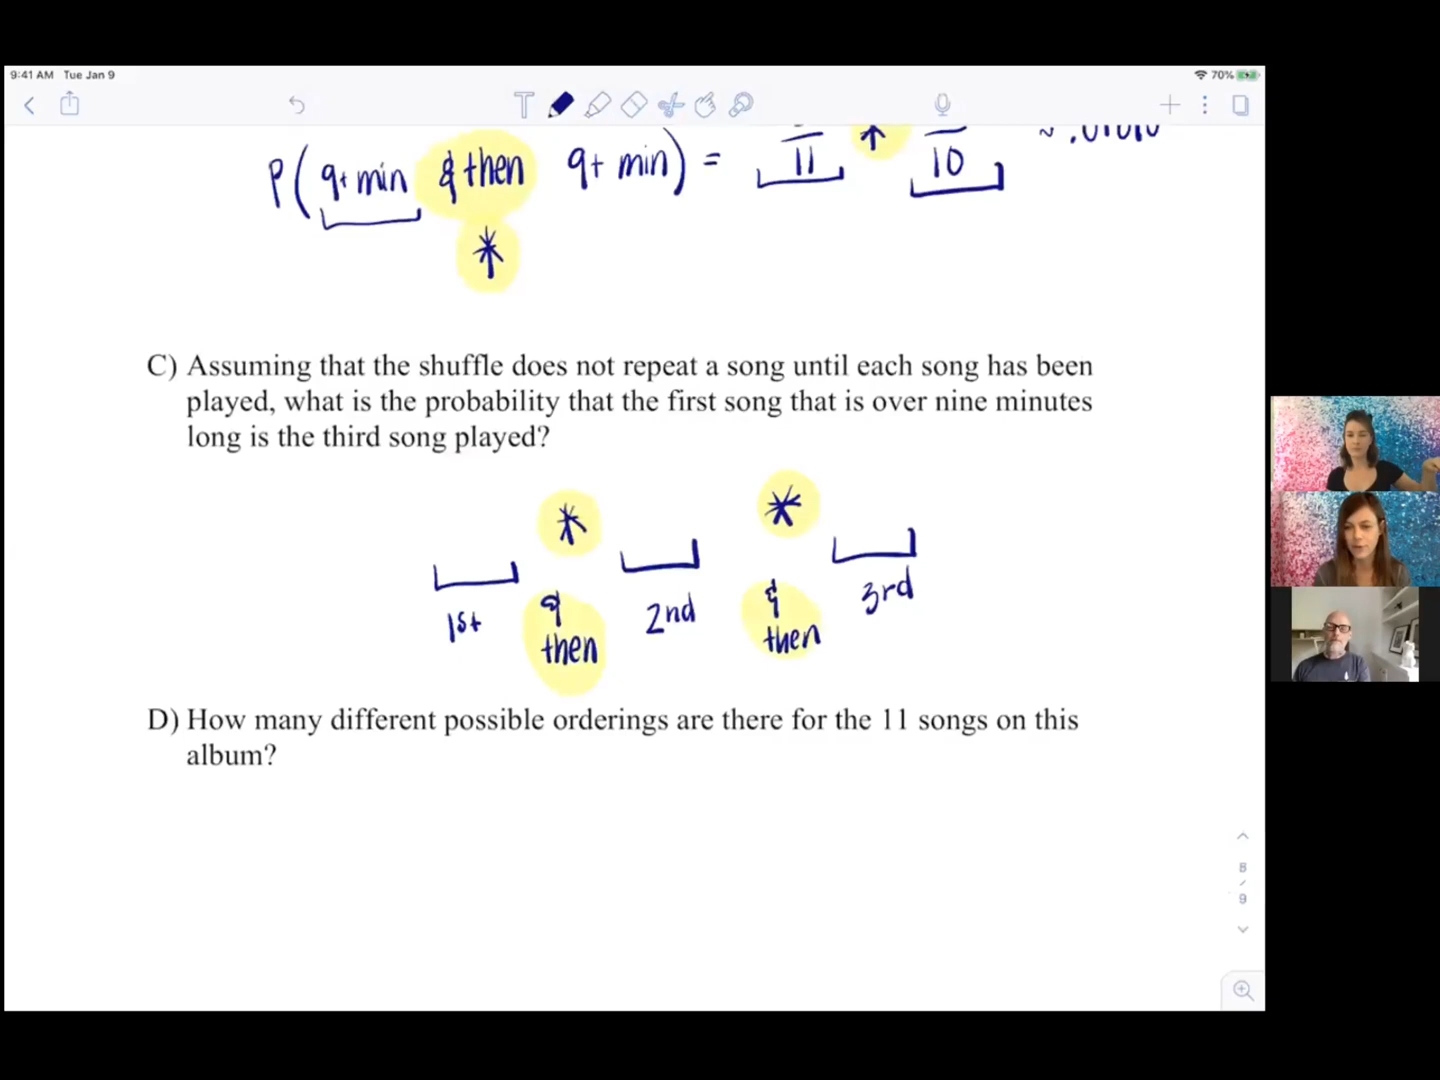 9:41 AM Tue Jan 9
70%
P(9+ min & then 9+ min) = 11 * 10
*
C) Assuming that the shuffle does not repeat a song until each song has been
played, what is the probability that the first song that is over nine minutes
long is the third song played?
* *
1st & then 2nd & then 3rd
D) How many different possible orderings are there for the 11 songs on this
album?
8
/
9